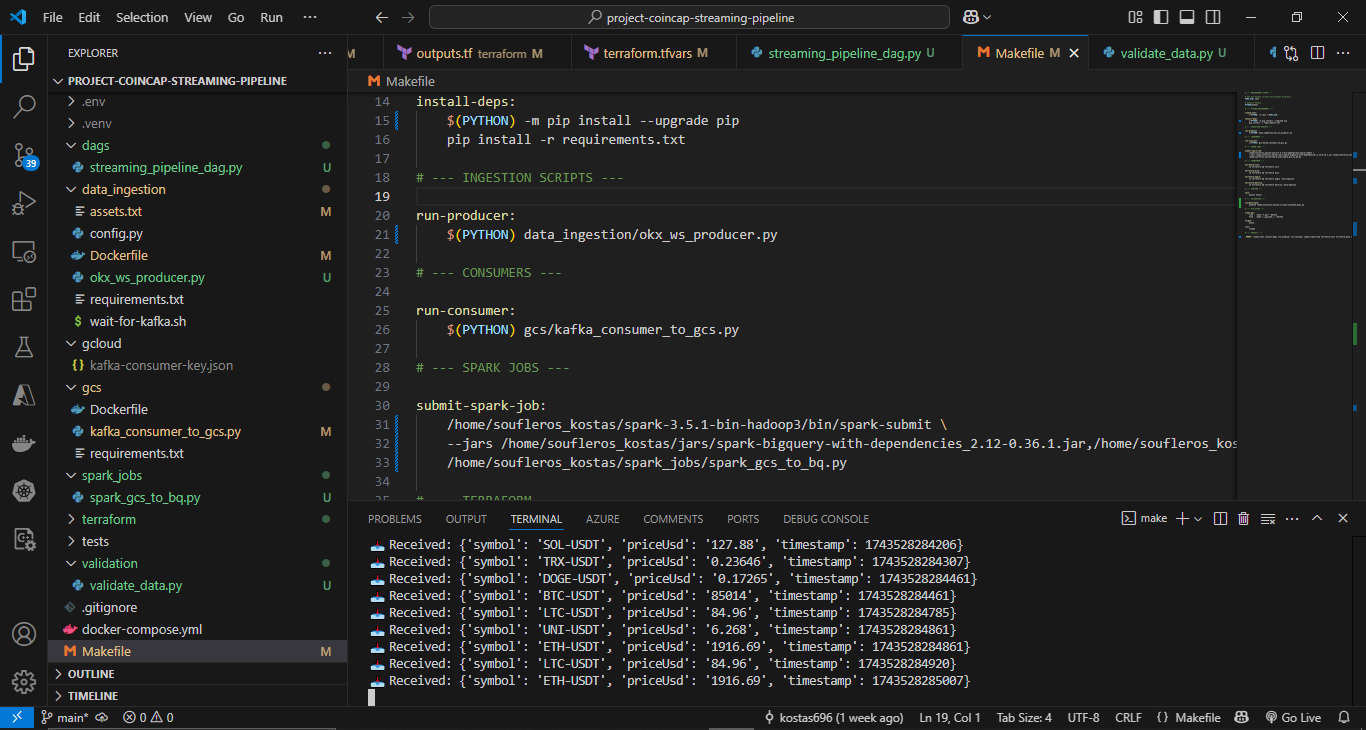 File Edit Selection View Go Run ··· project-coincap-streaming-pipeline
EXPLORER ···
PROJECT-COINCAP-STREAMING-PIPELINE
.env
.venv
dags
streaming_pipeline_dag.py U
data_ingestion
assets.txt M
config.py
Dockerfile M
okx_ws_producer.py U
requirements.txt
$ wait-for-kafka.sh
gcloud
{} kafka-consumer-key.json
gcs
Dockerfile
kafka_consumer_to_gcs.py M
requirements.txt
spark_jobs
spark_gcs_to_bq.py U
terraform
tests
validation
validate_data.py U
.gitignore
docker-compose.yml
M Makefile M
OUTLINE
TIMELINE
39
M outputs.tf terraform M terraform.tfvars M streaming_pipeline_dag.py U M Makefile M validate_data.py U ···
M Makefile
14 install-deps:
15 $(PYTHON) -m pip install --upgrade pip
16 pip install -r requirements.txt
17
18 # --- INGESTION SCRIPTS ---
19
20 run-producer:
21 $(PYTHON) data_ingestion/okx_ws_producer.py
22
23 # --- CONSUMERS ---
24
25 run-consumer:
26 $(PYTHON) gcs/kafka_consumer_to_gcs.py
27
28 # --- SPARK JOBS ---
29
30 submit-spark-job:
31 /home/soufleros_kostas/spark-3.5.1-bin-hadoop3/bin/spark-submit \
32 --jars /home/soufleros_kostas/jars/spark-bigquery-with-dependencies_2.12-0.36.1.jar,/home/soufleros_kos
33 /home/soufleros_kostas/spark_jobs/spark_gcs_to_bq.py
34
35 # --- TERRAFORM
PROBLEMS OUTPUT TERMINAL AZURE COMMENTS PORTS DEBUG CONSOLE make ···
Received: {'symbol': 'SOL-USDT', 'priceUsd': '127.88', 'timestamp': 1743528284206}
Received: {'symbol': 'TRX-USDT', 'priceUsd': '0.23646', 'timestamp': 1743528284307}
Received: {'symbol': 'DOGE-USDT', 'priceUsd': '0.17265', 'timestamp': 1743528284461}
Received: {'symbol': 'BTC-USDT', 'priceUsd': '85014', 'timestamp': 1743528284461}
Received: {'symbol': 'LTC-USDT', 'priceUsd': '84.96', 'timestamp': 1743528284785}
Received: {'symbol': 'UNI-USDT', 'priceUsd': '6.268', 'timestamp': 1743528284861}
Received: {'symbol': 'ETH-USDT', 'priceUsd': '1916.69', 'timestamp': 1743528284861}
Received: {'symbol': 'LTC-USDT', 'priceUsd': '84.96', 'timestamp': 1743528284920}
Received: {'symbol': 'ETH-USDT', 'priceUsd': '1916.69', 'timestamp': 1743528285007}
main* 0 0 kostas696 (1 week ago) Ln 19, Col 1 Tab Size: 4 UTF-8 CRLF {} Makefile Go Live